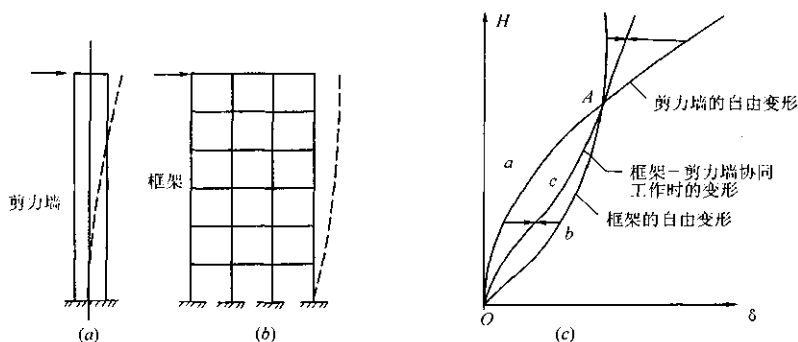 剪力墙
(a)
框架
(b)
H
A
剪力墙的自由变形
a
c
框架-剪力墙协同
工作时的变形
b
框架的自由变形
O
δ
(c)